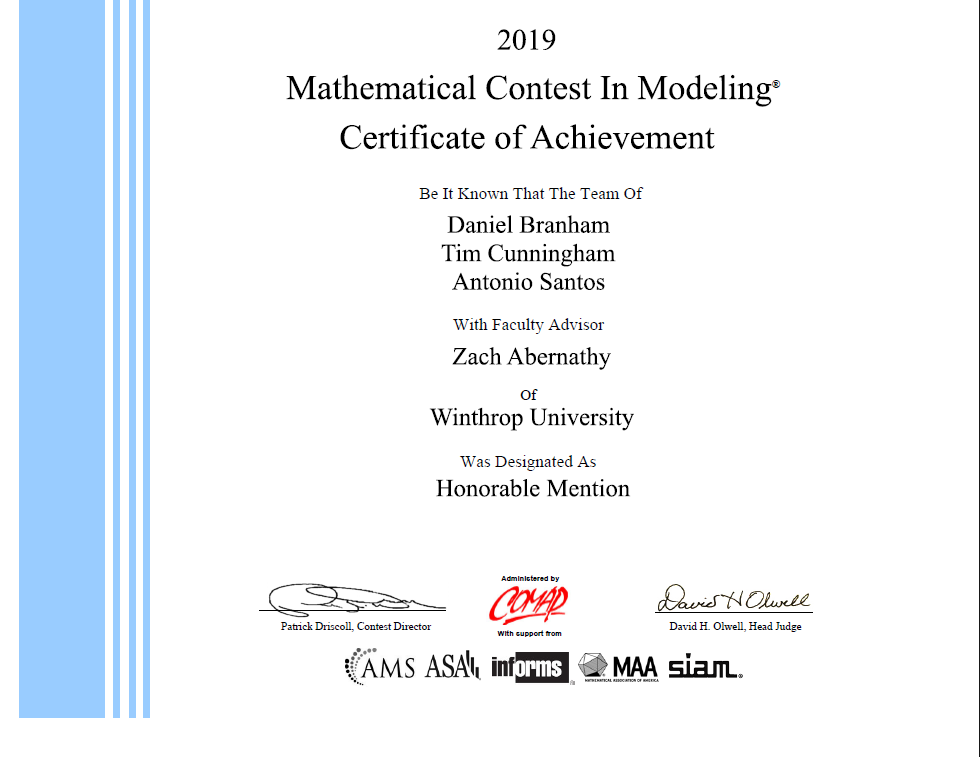 2019
Mathematical Contest In Modeling®
Certificate of Achievement
Be It Known That The Team Of
Daniel Branham
Tim Cunningham
Antonio Santos
With Faculty Advisor
Zach Abernathy
Of
Winthrop University
Was Designated As
Honorable Mention
Administered by
COMAP
David H Olwell
Patrick Driscoll, Contest Director
With support from
David H. Olwell, Head Judge
AMS ASA informs MAA siam®
MATHEMATICAL ASSOCIATION OF AMERICA